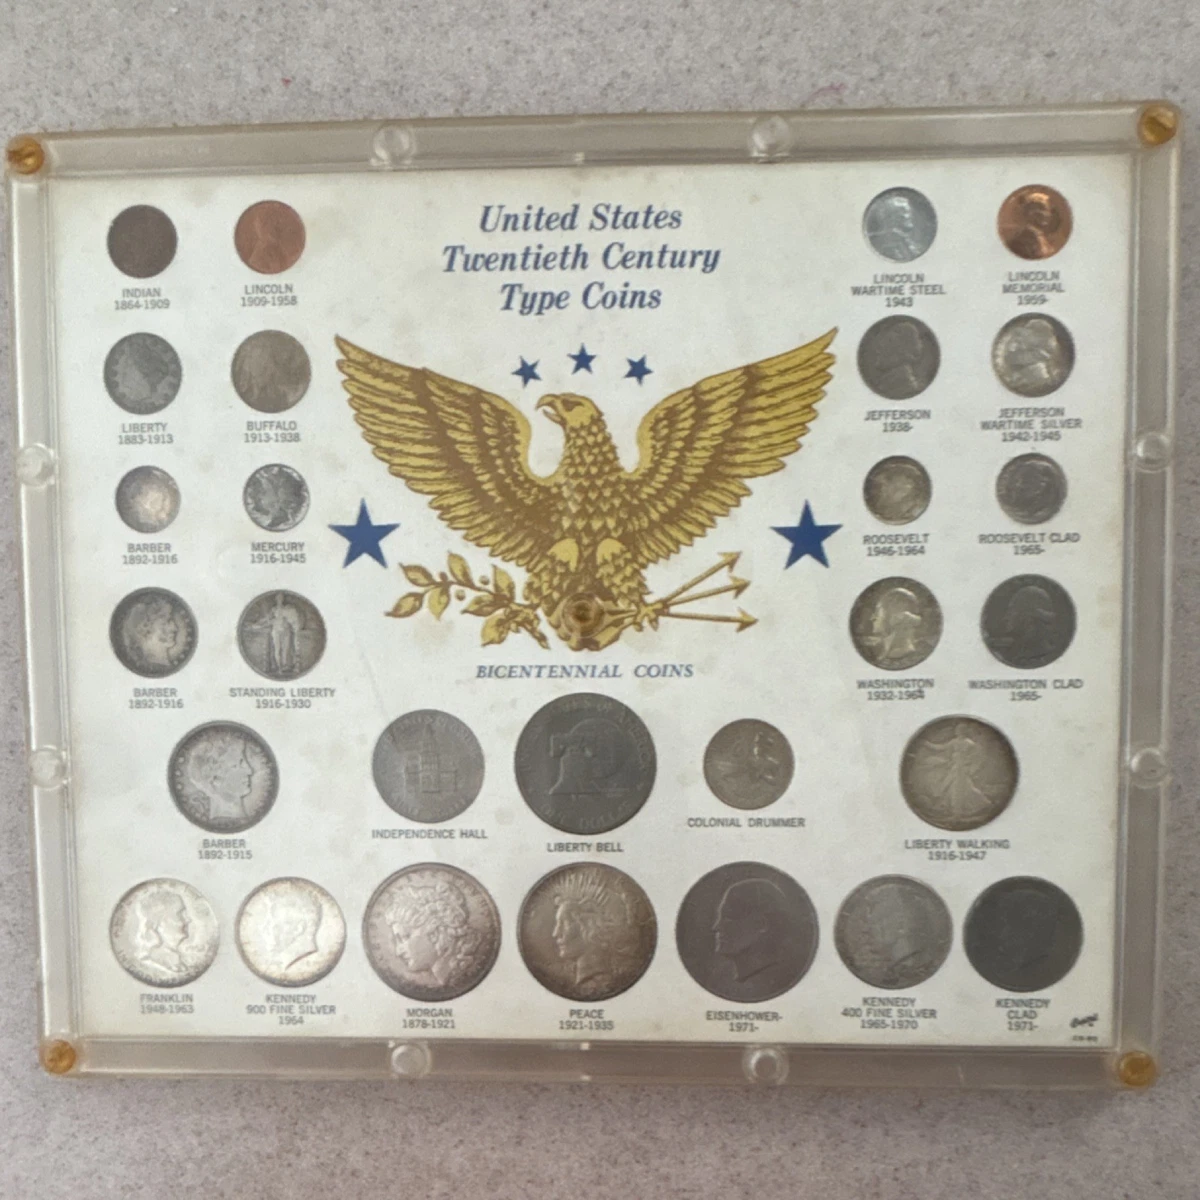 United States
Twentieth Century
Type Coins
INDIAN
1864-1909
LINCOLN
1909-1958
LINCOLN
WARTIME STEEL
1943
LINCOLN
MEMORIAL
1959-
LIBERTY
1883-1913
BUFFALO
1913-1938
JEFFERSON
1938-
JEFFERSON
WARTIME SILVER
1942-1945
BARBER
1892-1916
MERCURY
1916-1945
ROOSEVELT
1946-1964
ROOSEVELT CLAD
1965-
BARBER
1892-1916
STANDING LIBERTY
1916-1930
BICENTENNIAL COINS
WASHINGTON
1932-1964
WASHINGTON CLAD
1965-
BARBER
1892-1915
INDEPENDENCE HALL
LIBERTY BELL
COLONIAL DRUMMER
LIBERTY WALKING
1916-1947
FRANKLIN
1948-1963
KENNEDY
900 FINE SILVER
1964
MORGAN
1878-1921
PEACE
1921-1935
EISENHOWER-
1971-
KENNEDY
400 FINE SILVER
1965-1970
KENNEDY
CLAD
1971-